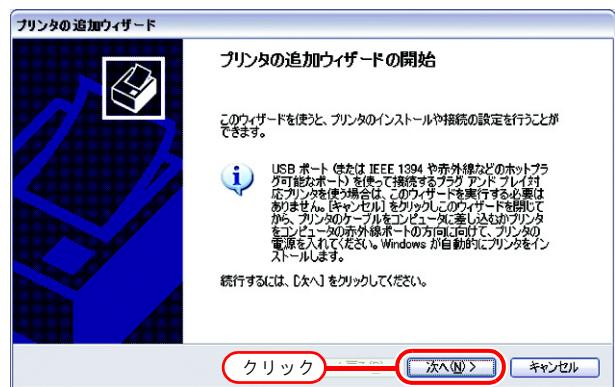 プリンタの追加ウィザード
プリンタの追加ウィザードの開始
このウィザードを使うと、プリンタのインストールや接続の設定を行うことが
できます。
USB ポート (または IEEE 1394 や赤外線などのホットプラ
グ可能なポート) を使って接続するプラグ アンド プレイ対
応プリンタを使う場合は、このウィザードを実行する必要は
ありません。[キャンセル] をクリックしこのウィザードを閉じて
から、プリンタのケーブルをコンピュータに差し込むかプリンタ
をコンピュータの赤外線ポートの方向に向けて、プリンタの
電源を入れてください。Windows が自動的にプリンタをイン
ストールします。
続行するには、[次へ] をクリックしてください。
クリック
次へ(N) >
キャンセル